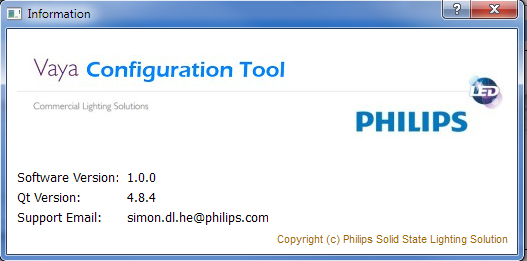 Information
?
Vaya Configuration Tool
Commercial Lighting Solutions
LED
PHILIPS
Software Version: 1.0.0
Qt Version: 4.8.4
Support Email: simon.dl.he@philips.com
Copyright (c) Philips Solid State Lighting Solution